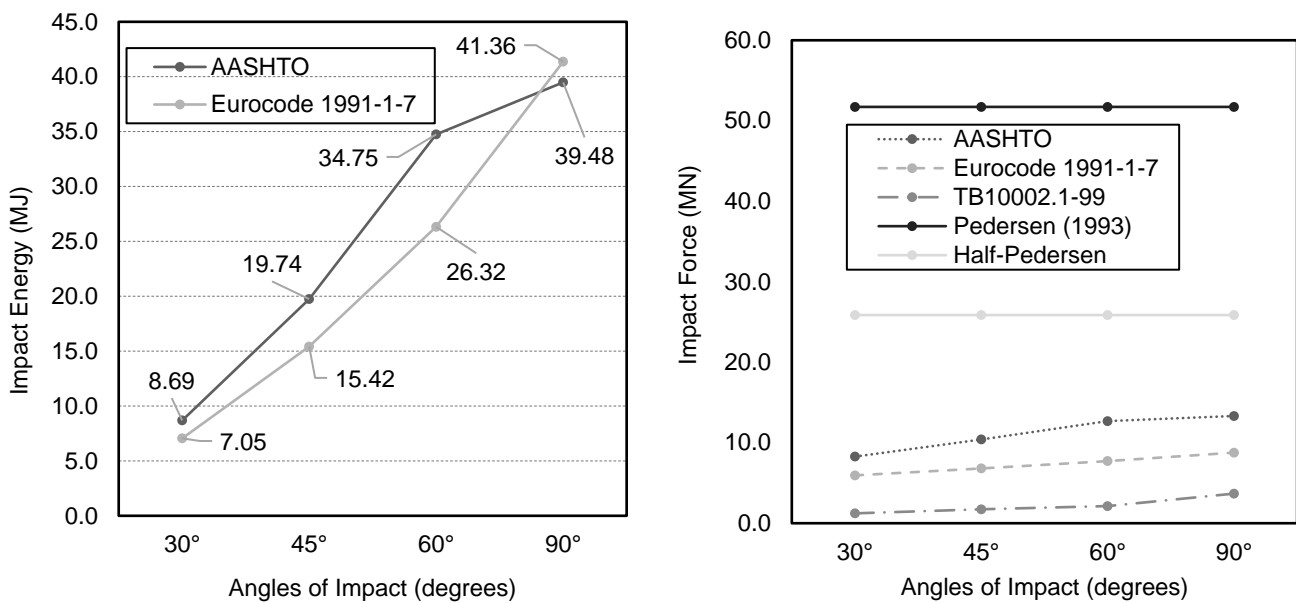 45.0
40.0
35.0
30.0
25.0
20.0
15.0
10.0
5.0
0.0
Impact Energy (MJ)
AASHTO
Eurocode 1991-1-7
41.36
34.75
39.48
19.74
26.32
8.69
15.42
7.05
30° 45° 60° 90°
Angles of Impact (degrees)
60.0
50.0
40.0
30.0
20.0
10.0
0.0
Impact Force (MN)
AASHTO
Eurocode 1991-1-7
TB10002.1-99
Pedersen (1993)
Half-Pedersen
30° 45° 60° 90°
Angles of Impact (degrees)